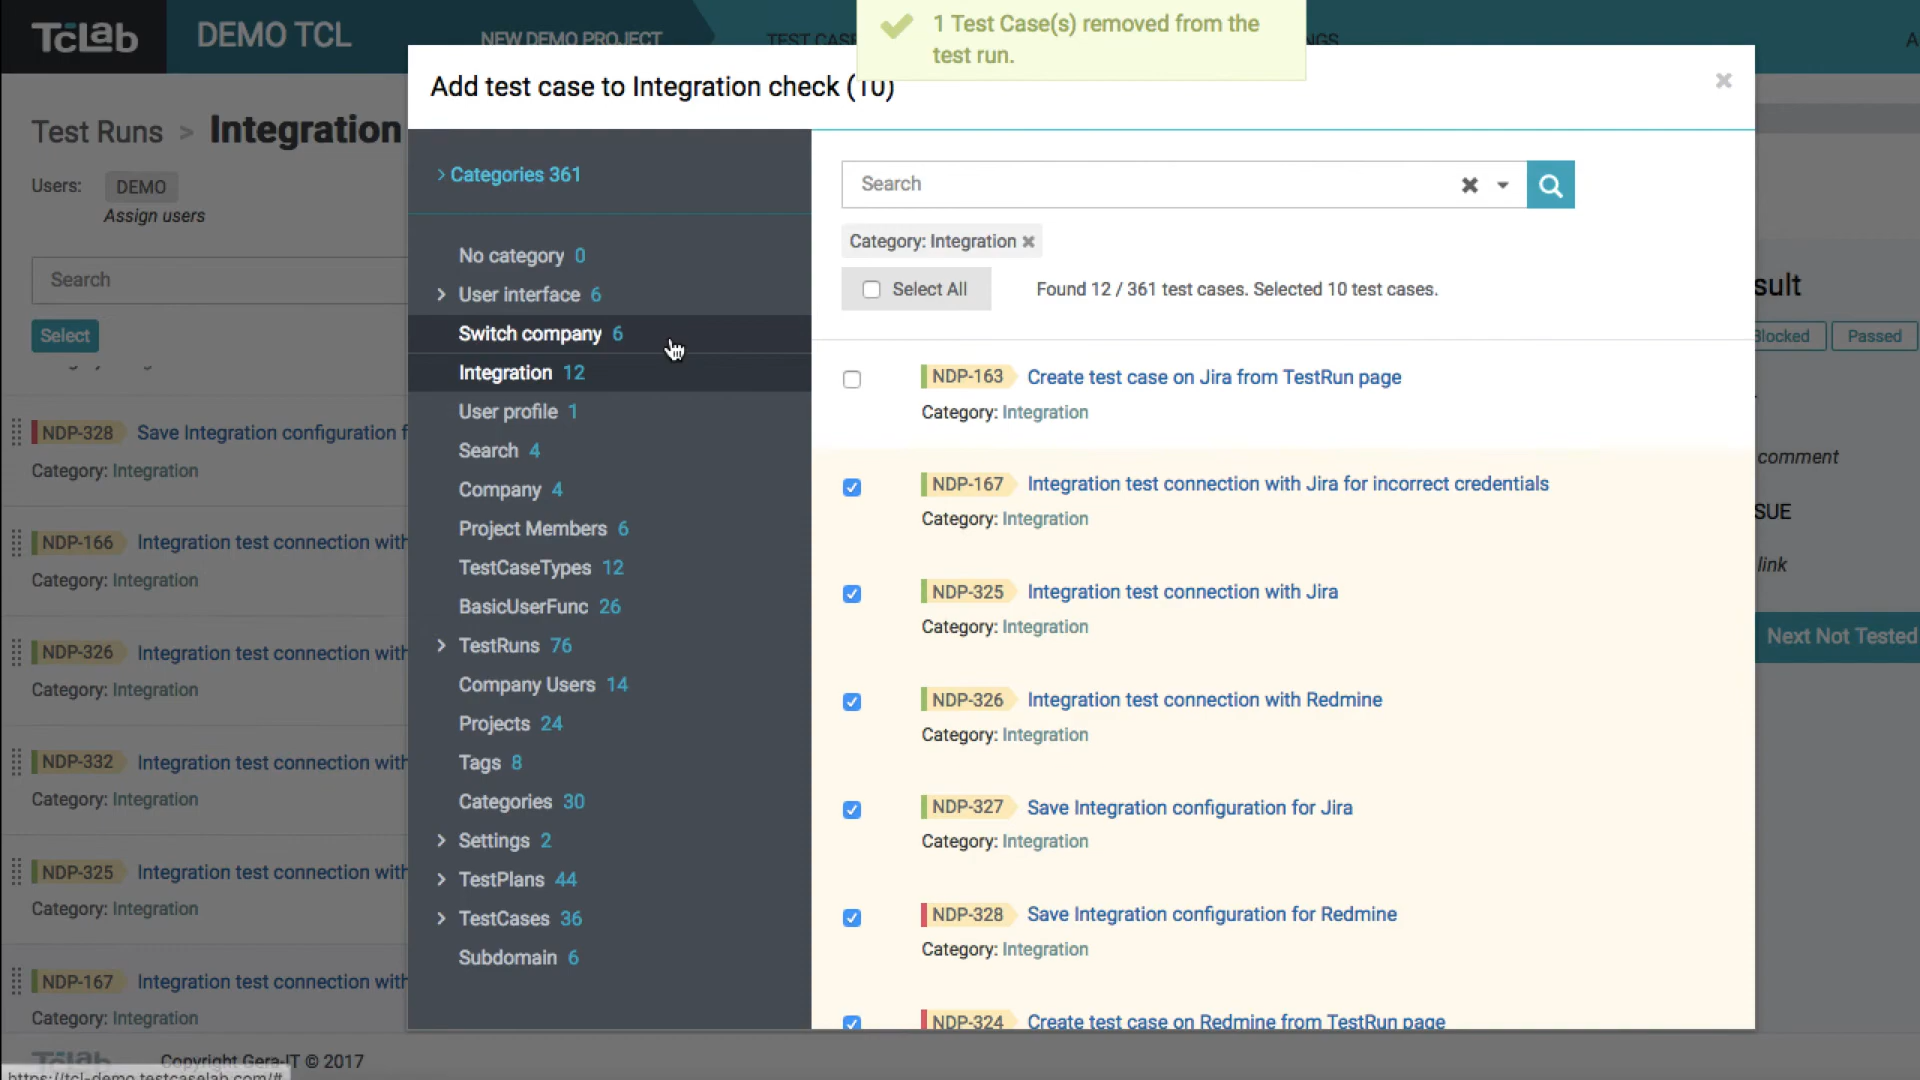 TcLab
DEMO TCL
NEW DEMO PROJECT
TEST CASE
1 Test Case(s) removed from the
test run.
Test Runs > Integration
Users: DEMO
Assign users
Search
Select
NDP-328 Save Integration configuration f
Category: Integration
NDP-166 Integration test connection with
Category: Integration
NDP-326 Integration test connection with
Category: Integration
NDP-332 Integration test connection with
Category: Integration
NDP-325 Integration test connection with
Category: Integration
NDP-167 Integration test connection with
Category: Integration
TcLab
Copyright Gera-IT © 2017
https://tcl-demo.testcaselab.com/#
Add test case to Integration check (10)
Categories 361
No category 0
User interface 6
Switch company 6
Integration 12
User profile 1
Search 4
Company 4
Project Members 6
TestCaseTypes 12
BasicUserFunc 26
TestRuns 76
Company Users 14
Projects 24
Tags 8
Categories 30
Settings 2
TestPlans 44
TestCases 36
Subdomain 6
Search
Category: Integration
Select All
Found 12 / 361 test cases. Selected 10 test cases.
NDP-163 Create test case on Jira from TestRun page
Category: Integration
NDP-167 Integration test connection with Jira for incorrect credentials
Category: Integration
NDP-325 Integration test connection with Jira
Category: Integration
NDP-326 Integration test connection with Redmine
Category: Integration
NDP-327 Save Integration configuration for Jira
Category: Integration
NDP-328 Save Integration configuration for Redmine
Category: Integration
NDP-324 Create test case on Redmine from TestRun page
NGS
A
sult
Blocked
Passed
comment
SUE
link
Next Not Tested